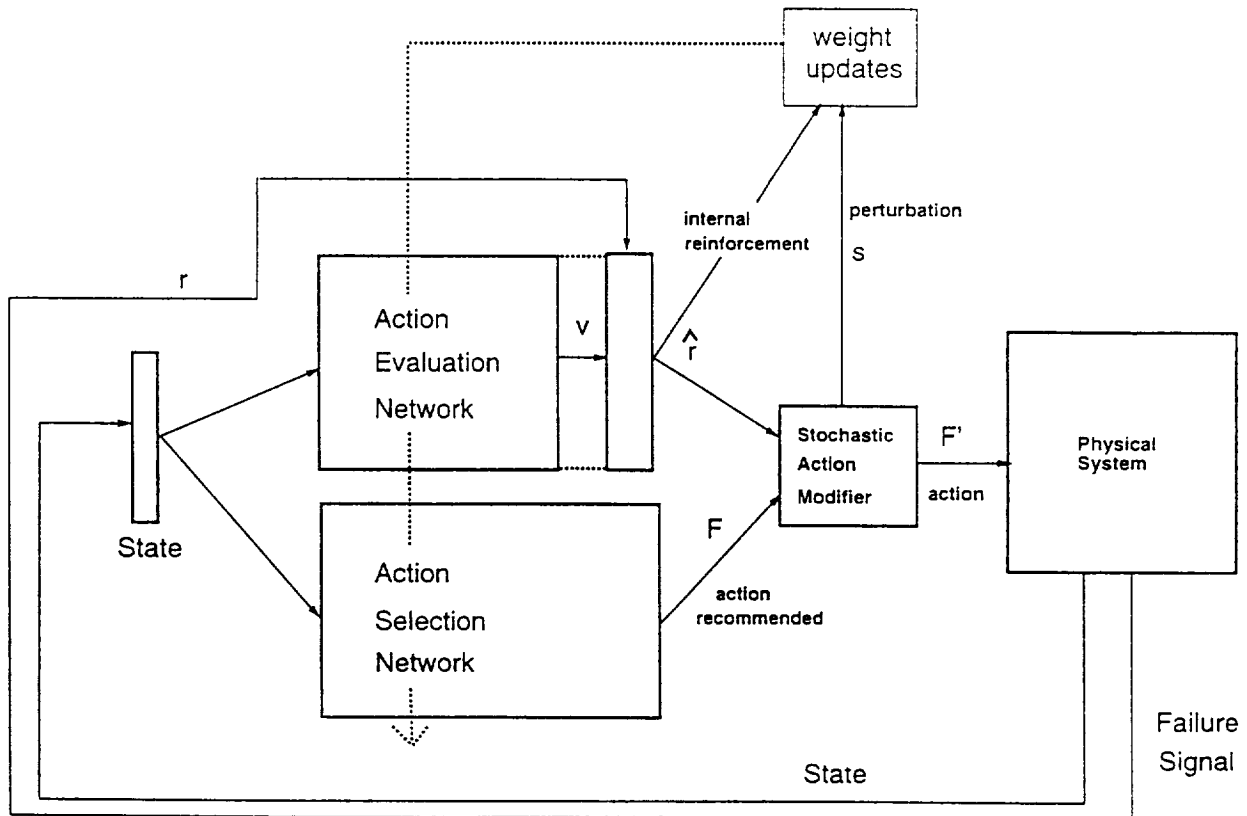 weight
updates
internal
reinforcement
perturbation
s
r
Action
Evaluation
Network
v
r̂
Stochastic
Action
Modifier
F'
action
Physical
System
State
Action
Selection
Network
F
action
recommended
Failure
Signal
State